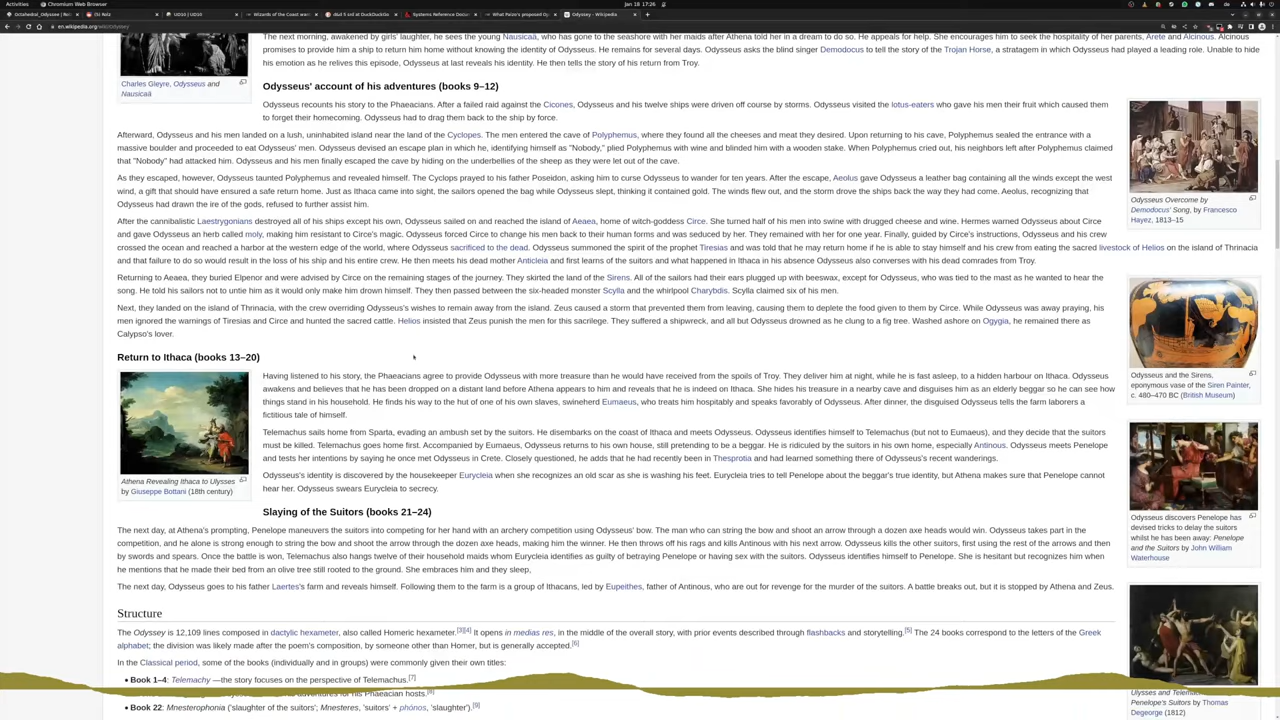 Activities
Chromium Web Browser
Jan 18 17:26
de
Octahedral_Odyssey | Ro
(5) Rolz
UD10 | UD10
Wizards of the Coast war
d&d 5 srd at DuckDuckGo
Systems Reference Docu
What Paizo's proposed Op
Odyssey - Wikipedia
en.wikipedia.org/wiki/Odyssey
The next morning, awakened by girls' laughter, he sees the young Nausicaä, who has gone to the seashore with her maids after Athena told her in a dream to do so. He appeals for help. She encourages him to seek the hospitality of her parents, Arete and Alcinous. Alcinous
promises to provide him a ship to return him home without knowing the identity of Odysseus. He remains for several days. Odysseus asks the blind singer Demodocus to tell the story of the Trojan Horse, a stratagem in which Odysseus had played a leading role. Unable to hide
his emotion as he relives this episode, Odysseus at last reveals his identity. He then tells the story of his return from Troy.
Charles Gleyre, Odysseus and
Nausicaä
Odysseus' account of his adventures (books 9–12)
Odysseus recounts his story to the Phaeacians. After a failed raid against the Cicones, Odysseus and his twelve ships were driven off course by storms. Odysseus visited the lotus-eaters who gave his men their fruit which caused them
to forget their homecoming. Odysseus had to drag them back to the ship by force.
Afterward, Odysseus and his men landed on a lush, uninhabited island near the land of the Cyclopes. The men entered the cave of Polyphemus, where they found all the cheeses and meat they desired. Upon returning to his cave, Polyphemus sealed the entrance with a
massive boulder and proceeded to eat Odysseus' men. Odysseus devised an escape plan in which he, identifying himself as "Nobody," plied Polyphemus with wine and blinded him with a wooden stake. When Polyphemus cried out, his neighbors left after Polyphemus claimed
that "Nobody" had attacked him. Odysseus and his men finally escaped the cave by hiding on the underbellies of the sheep as they were let out of the cave.
As they escaped, however, Odysseus taunted Polyphemus and revealed himself. The Cyclops prayed to his father Poseidon, asking him to curse Odysseus to wander for ten years. After the escape, Aeolus gave Odysseus a leather bag containing all the winds except the west
wind, a gift that should have ensured a safe return home. Just as Ithaca came into sight, the sailors opened the bag while Odysseus slept, thinking it contained gold. The winds flew out, and the storm drove the ships back the way they had come. Aeolus, recognizing that
Odysseus had drawn the ire of the gods, refused to further assist him.
After the cannibalistic Laestrygonians destroyed all of his ships except his own, Odysseus sailed on and reached the island of Aeaea, home of witch-goddess Circe. She turned half of his men into swine with drugged cheese and wine. Hermes warned Odysseus about Circe
and gave Odysseus an herb called moly, making him resistant to Circe's magic. Odysseus forced Circe to change his men back to their human forms and was seduced by her. They remained with her for one year. Finally, guided by Circe's instructions, Odysseus and his crew
crossed the ocean and reached a harbor at the western edge of the world, where Odysseus sacrificed to the dead. Odysseus summoned the spirit of the prophet Tiresias and was told that he may return home if he is able to stay himself and his crew from eating the sacred livestock of Helios on the island of Thrinacia
and that failure to do so would result in the loss of his ship and his entire crew. He then meets his dead mother Anticleia and first learns of the suitors and what happened in Ithaca in his absence Odysseus also converses with his dead comrades from Troy.
Returning to Aeaea, they buried Elpenor and were advised by Circe on the remaining stages of the journey. They skirted the land of the Sirens. All of the sailors had their ears plugged up with beeswax, except for Odysseus, who was tied to the mast as he wanted to hear the
song. He told his sailors not to untie him as it would only make him drown himself. They then passed between the six-headed monster Scylla and the whirlpool Charybdis. Scylla claimed six of his men.
Next, they landed on the island of Thrinacia, with the crew overriding Odysseus's wishes to remain away from the island. Zeus caused a storm that prevented them from leaving, causing them to deplete the food given to them by Circe. While Odysseus was away praying, his
men ignored the warnings of Tiresias and Circe and hunted the sacred cattle. Helios insisted that Zeus punish the men for this sacrilege. They suffered a shipwreck, and all but Odysseus drowned as he clung to a fig tree. Washed ashore on Ogygia, he remained there as
Calypso's lover.
Odysseus Overcome by
Demodocus' Song, by Francesco
Hayez, 1813–15
Odysseus and the Sirens,
eponymous vase of the Siren Painter,
c. 480–470 BC (British Museum)
Return to Ithaca (books 13–20)
Having listened to his story, the Phaeacians agree to provide Odysseus with more treasure than he would have received from the spoils of Troy. They deliver him at night, while he is fast asleep, to a hidden harbour on Ithaca. Odysseus
awakens and believes that he has been dropped on a distant land before Athena appears to him and reveals that he is indeed on Ithaca. She hides his treasure in a nearby cave and disguises him as an elderly beggar so he can see how
things stand in his household. He finds his way to the hut of one of his own slaves, swineherd Eumaeus, who treats him hospitably and speaks favorably of Odysseus. After dinner, the disguised Odysseus tells the farm laborers a
fictitious tale of himself.
Telemachus sails home from Sparta, evading an ambush set by the suitors. He disembarks on the coast of Ithaca and meets Odysseus. Odysseus identifies himself to Telemachus (but not to Eumaeus), and they decide that the suitors
must be killed. Telemachus goes home first. Accompanied by Eumaeus, Odysseus returns to his own house, still pretending to be a beggar. He is ridiculed by the suitors in his own home, especially Antinous. Odysseus meets Penelope
and tests her intentions by saying he once met Odysseus in Crete. Closely questioned, he adds that he had recently been in Thesprotia and had learned something there of Odysseus's recent wanderings.
Odysseus's identity is discovered by the housekeeper Eurycleia when she recognizes an old scar as she is washing his feet. Eurycleia tries to tell Penelope about the beggar's true identity, but Athena makes sure that Penelope cannot
hear her. Odysseus swears Eurycleia to secrecy.
Athena Revealing Ithaca to Ulysses
by Giuseppe Bottani (18th century)
Odysseus discovers Penelope has
devised tricks to delay the suitors
whilst he has been away: Penelope
and the Suitors by John William
Waterhouse
Slaying of the Suitors (books 21–24)
The next day, at Athena's prompting, Penelope maneuvers the suitors into competing for her hand with an archery competition using Odysseus' bow. The man who can string the bow and shoot an arrow through a dozen axe heads would win. Odysseus takes part in the
competition, and he alone is strong enough to string the bow and shoot the arrow through the dozen axe heads, making him the winner. He then throws off his rags and kills Antinous with his next arrow. Odysseus kills the other suitors, first using the rest of the arrows and then
by swords and spears. Once the battle is won, Telemachus also hangs twelve of their household maids whom Eurycleia identifies as guilty of betraying Penelope or having sex with the suitors. Odysseus identifies himself to Penelope. She is hesitant but recognizes him when
he mentions that he made their bed from an olive tree still rooted to the ground. She embraces him and they sleep,
The next day, Odysseus goes to his father Laertes's farm and reveals himself. Following them to the farm is a group of Ithacans, led by Eupeithes, father of Antinous, who are out for revenge for the murder of the suitors. A battle breaks out, but it is stopped by Athena and Zeus.
Structure
The Odyssey is 12,109 lines composed in dactylic hexameter, also called Homeric hexameter.[3][4] It opens in medias res, in the middle of the overall story, with prior events described through flashbacks and storytelling.[5] The 24 books correspond to the letters of the Greek
alphabet; the division was likely made after the poem's composition, by someone other than Homer, but is generally accepted.[6]
In the Classical period, some of the books (individually and in groups) were commonly given their own titles:
• Book 1–4: Telemachy —the story focuses on the perspective of Telemachus.[7]
adventures for his Phaeacian hosts.[8]
• Book 22: Mnesterophonia ('slaughter of the suitors'; Mnesteres, 'suitors' + phónos, 'slaughter').[9]
Ulysses and Telem
Penelope's Suitors by Thomas
Degeorge (1812)